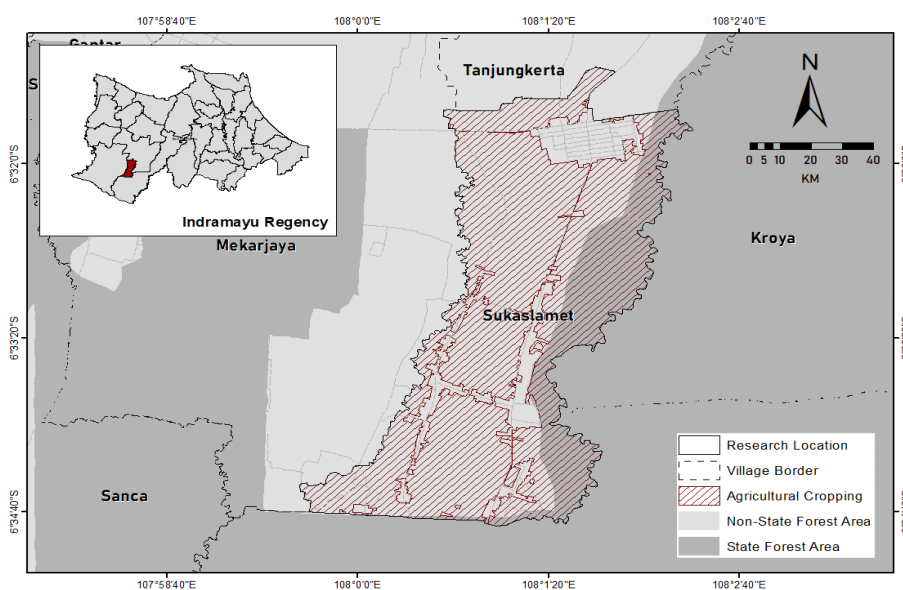 107°58'40"E 108°0'0"E 108°1'20"E 108°2'40"E
Gantar
S
Tanjungkerta
N
0 5 10 20 30 40
KM
Indramayu Regency
Mekarjaya
Kroya
Sukaslamet
6°33'20"S
Sanca
6°34'40"S
Research Location
Village Border
Agricultural Cropping
Non-State Forest Area
State Forest Area
107°58'40"E 108°0'0"E 108°1'20"E 108°2'40"E